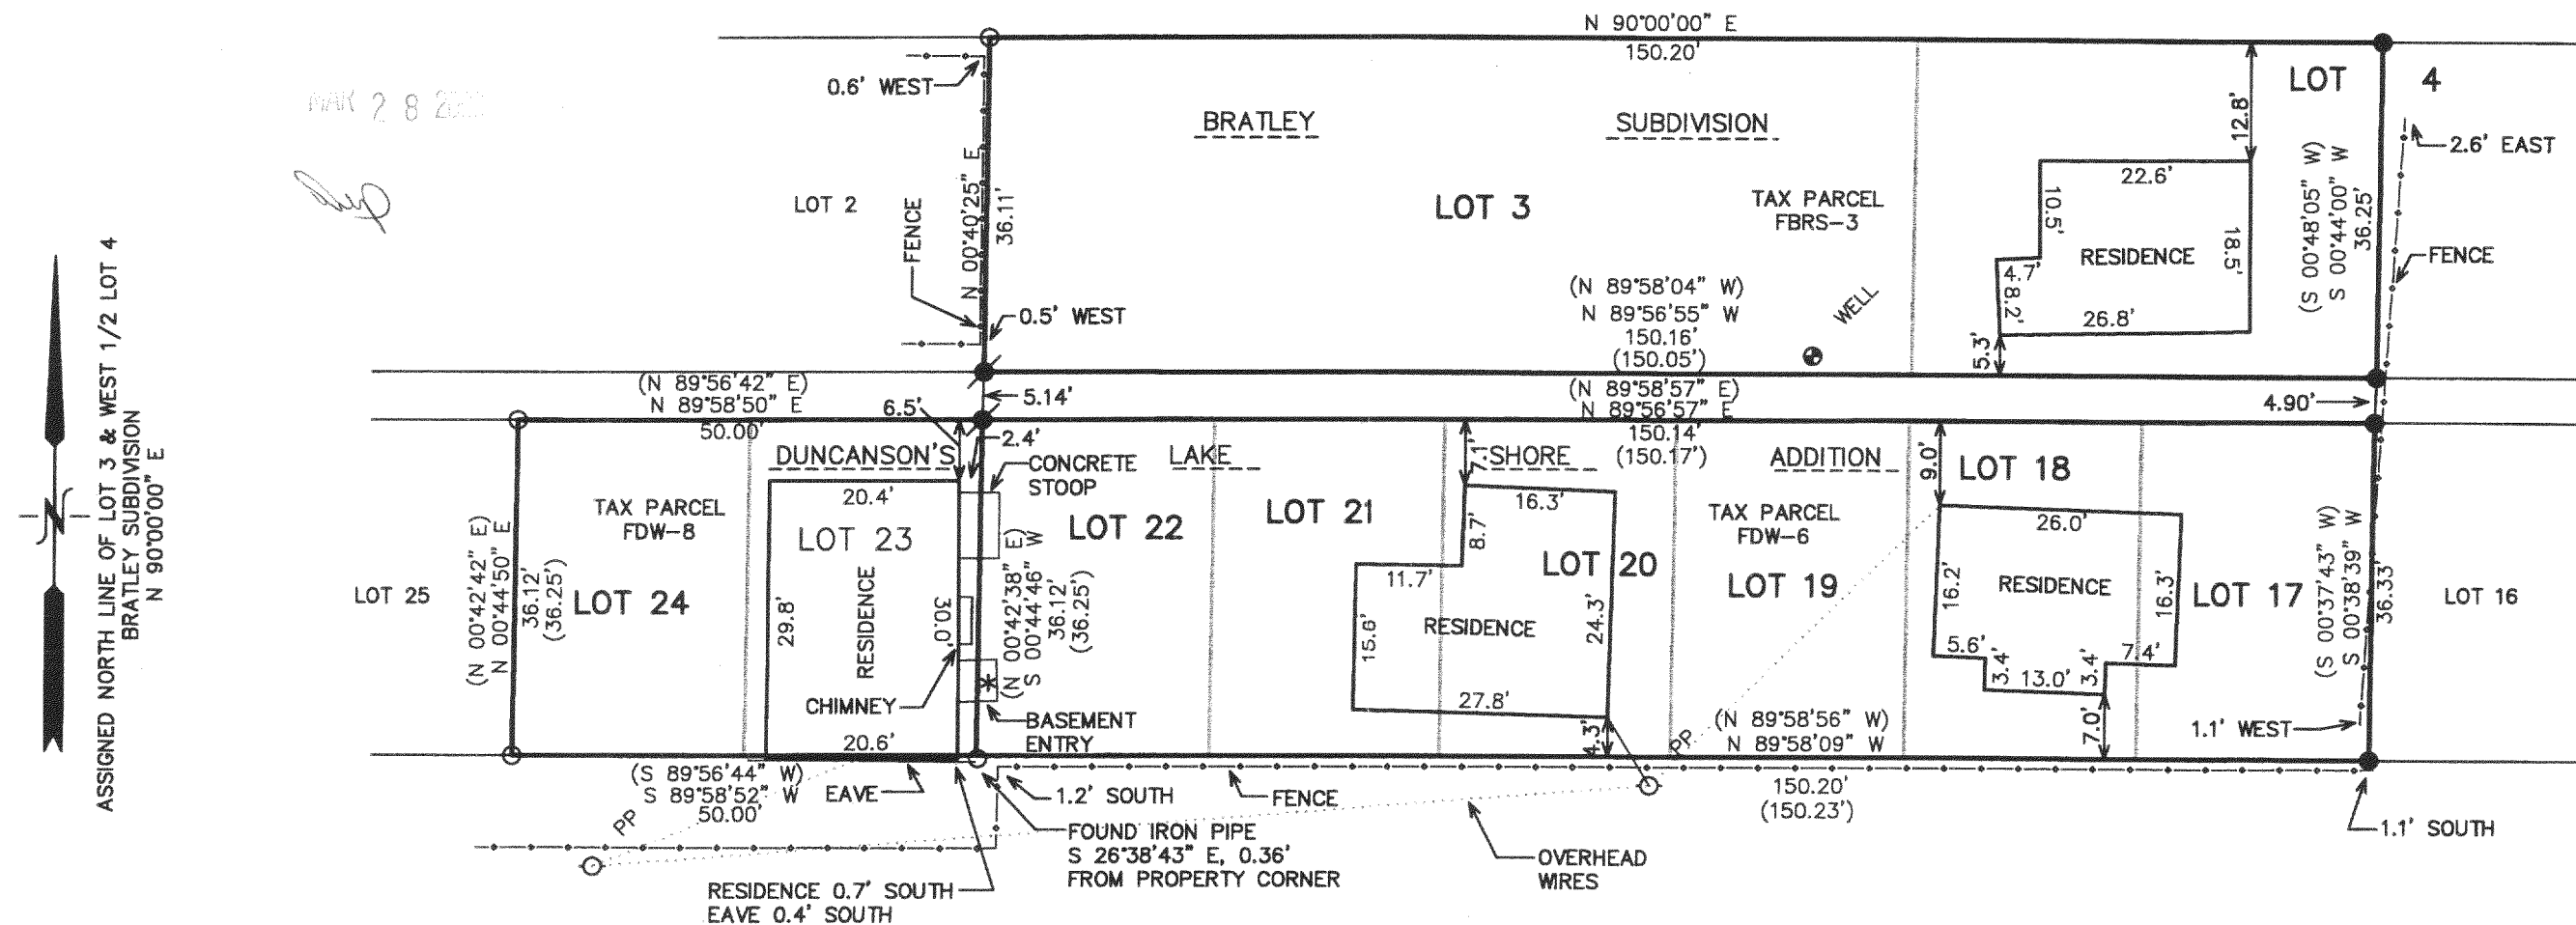 N 90°00'00" E
150.20'
LOT 4
0.6' WEST
12.8'
MAR 28
BRATLEY SUBDIVISION
2.6' EAST
22.6'
LOT 2
FENCE
N 00°40'25" E
36.11'
LOT 3
TAX PARCEL
FBRS-3
10.5'
RESIDENCE
18.5'
(S 00°48'05" W)
S 00°44'00" W
36.25'
FENCE
4.7'
8.2'
26.8'
5.3'
(N 89°58'04" W)
N 89°56'55" W
150.16'
(150.05')
WELL
0.5' WEST
ASSIGNED NORTH LINE OF LOT 3 & WEST 1/2 LOT 4
BRATLEY SUBDIVISION
N 90°00'00" E
N
(N 89°56'42" E)
N 89°58'50" E
50.00'
6.5'
5.14'
(N 89°58'57" E)
N 89°56'57" E
150.14'
(150.17')
4.90'
2.4'
DUNCANSON'S LAKE SHORE ADDITION
CONCRETE
STOOP
7.1'
9.0'
LOT 18
20.4'
16.3'
26.0'
TAX PARCEL
FDW-8
LOT 23
LOT 22
LOT 21
8.7'
TAX PARCEL
FDW-6
LOT 25
(N 00°42'42" E)
N 00°44'50" E
36.12'
(36.25')
LOT 24
29.8'
RESIDENCE
30.0'
(N 00°42'38" E)
S 00°44'46" W
36.12'
(36.25')
11.7'
LOT 20
LOT 19
16.2'
RESIDENCE
16.3'
LOT 17
(S 00°37'43" W)
S 00°38'39" W
36.33'
LOT 16
15.6'
RESIDENCE
24.3'
5.6'
3.4'
13.0'
3.4'
7.4'
27.8'
CHIMNEY
BASEMENT
ENTRY
20.6'
4.3'
PP
(N 89°58'56" W)
N 89°58'09" W
7.0'
1.1' WEST
(S 89°56'44" W)
S 89°58'52" W
50.00'
EAVE
1.2' SOUTH
FENCE
150.20'
(150.23')
PP
FOUND IRON PIPE
S 26°38'43" E, 0.36'
FROM PROPERTY CORNER
1.1' SOUTH
OVERHEAD
WIRES
RESIDENCE 0.7' SOUTH
EAVE 0.4' SOUTH